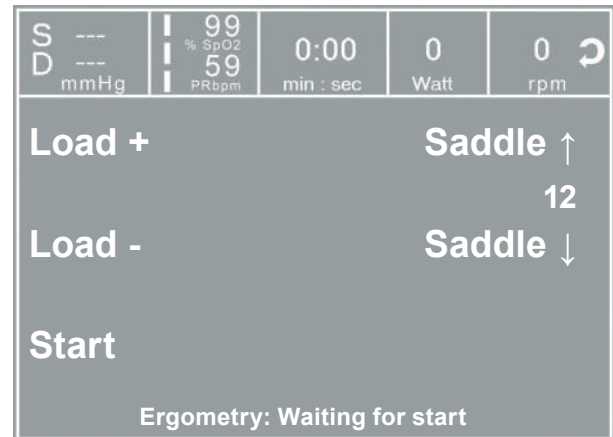 S ---
D ---
mmHg
99
% SpO2
59
PRbpm
0:00
min : sec
0
Watt
0
rpm
Load +
Saddle ↑
12
Load -
Saddle ↓
Start
Ergometry: Waiting for start